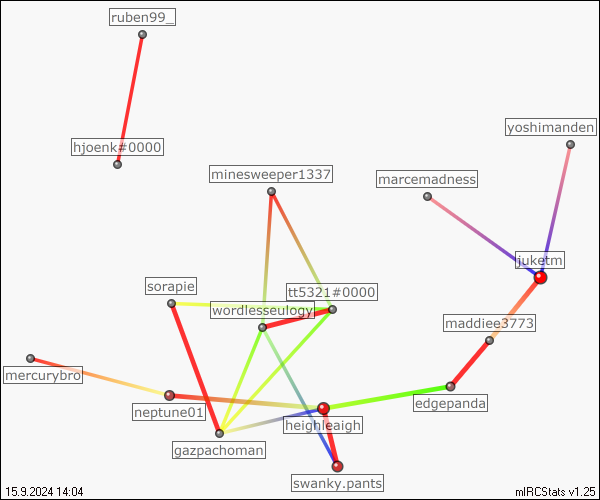 ruben99_
yoshimanden
hjoenk#0000
minesweeper1337
marcemadness
juketm
sorapie
tt5321#0000
wordlesseulogy
maddiee3773
mercurybro
neptune01
edgepanda
heighleaigh
gazpachoman
swanky.pants
15.9.2024 14:04
mIRCStats v1.25